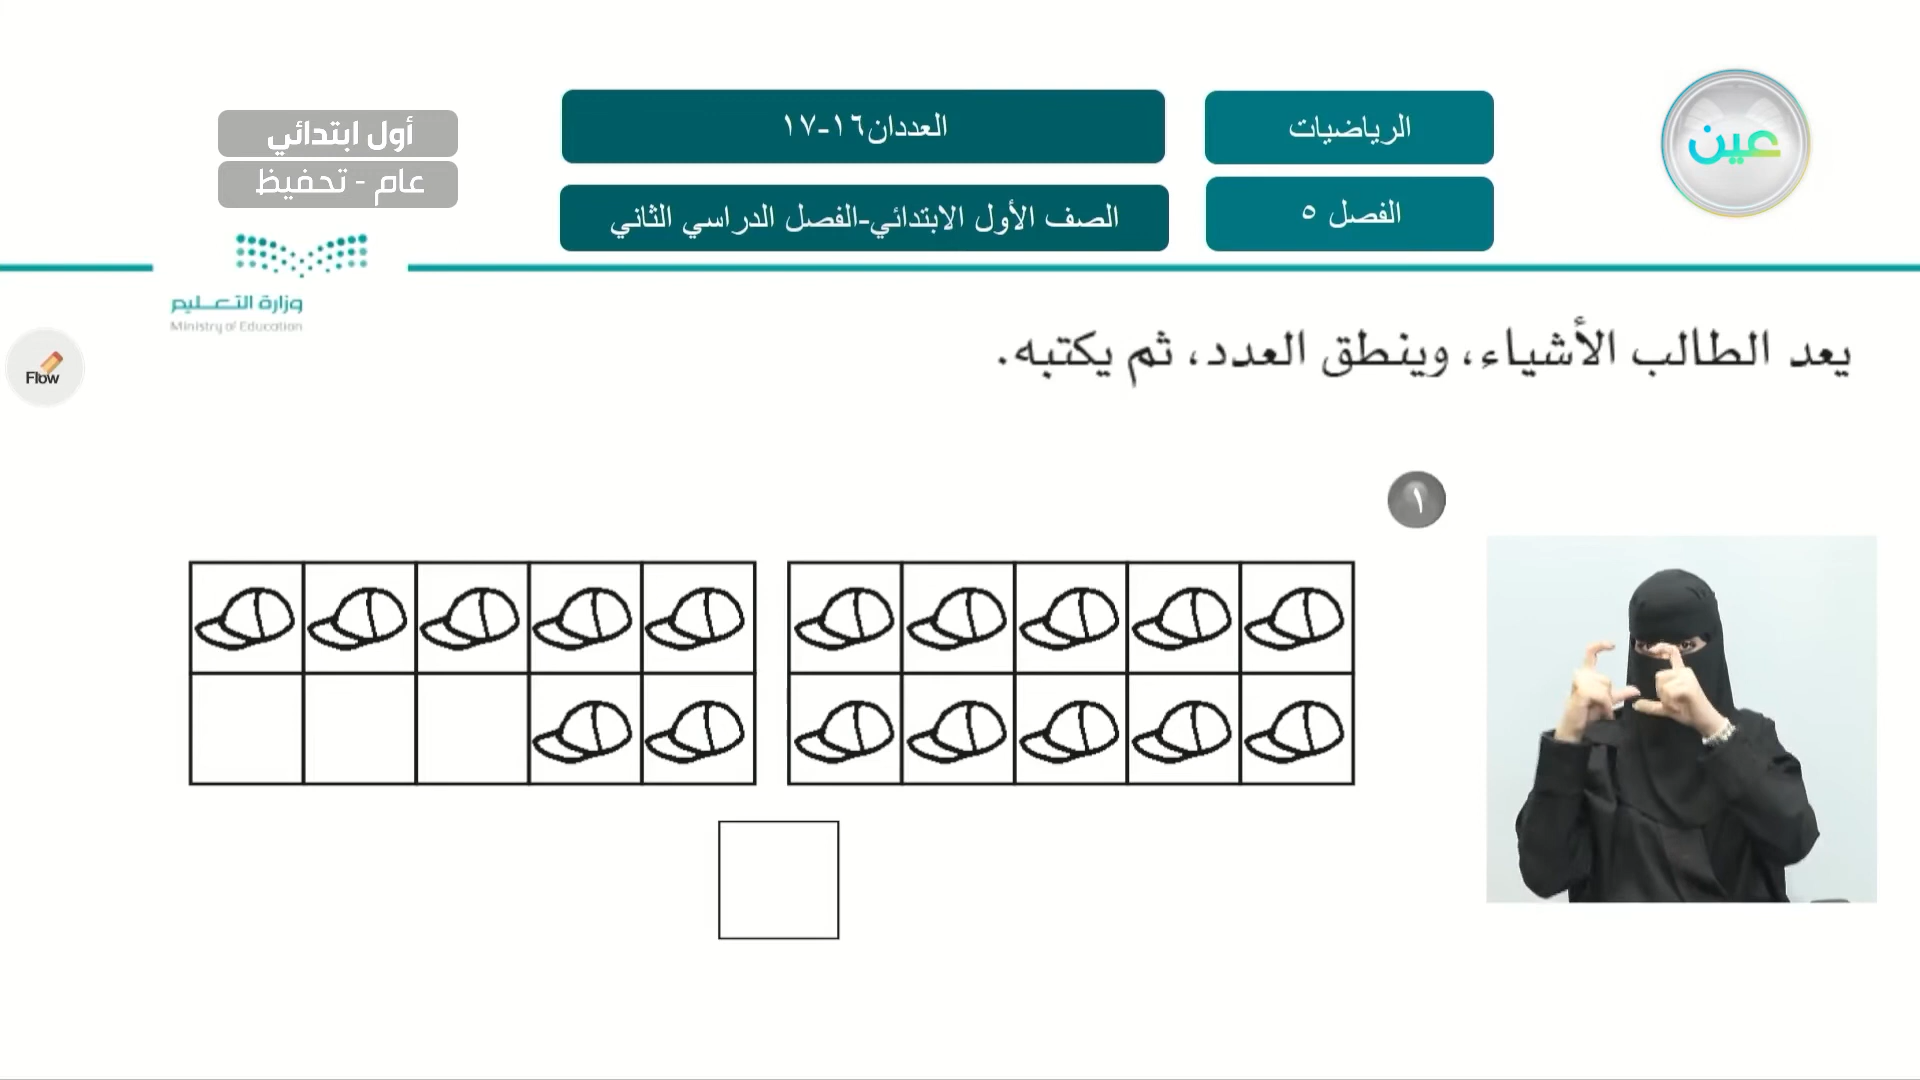 عين
الرياضيات
العددان١٦-١٧
أول ابتدائي
عام - تحفيظ
الفصل ٥
الصف الأول الابتدائي-الفصل الدراسي الثاني
وزارة التعليم
Ministry of Education
Flow
يعد الطالب الأشياء، وينطق العدد، ثم يكتبه.
١